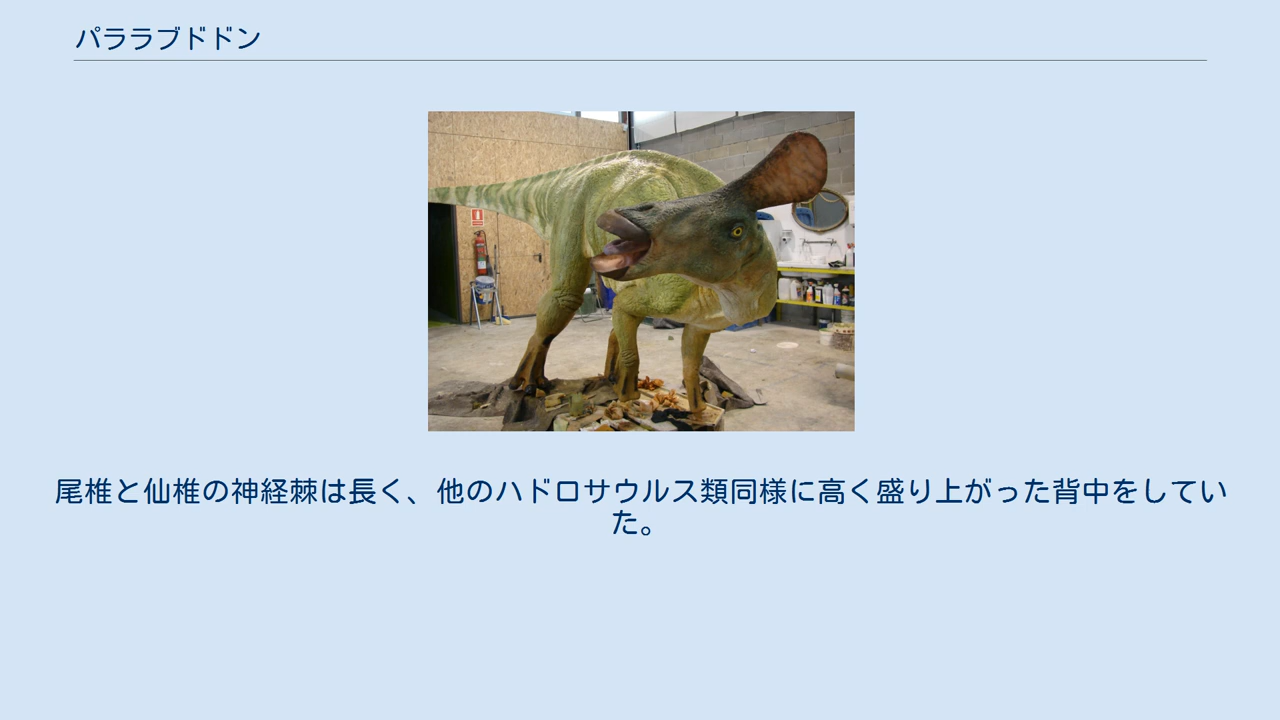 パララブドドン
尾椎と仙椎の神経棘は長く、他のハドロサウルス類同様に高く盛り上がった背中をしてい
た。